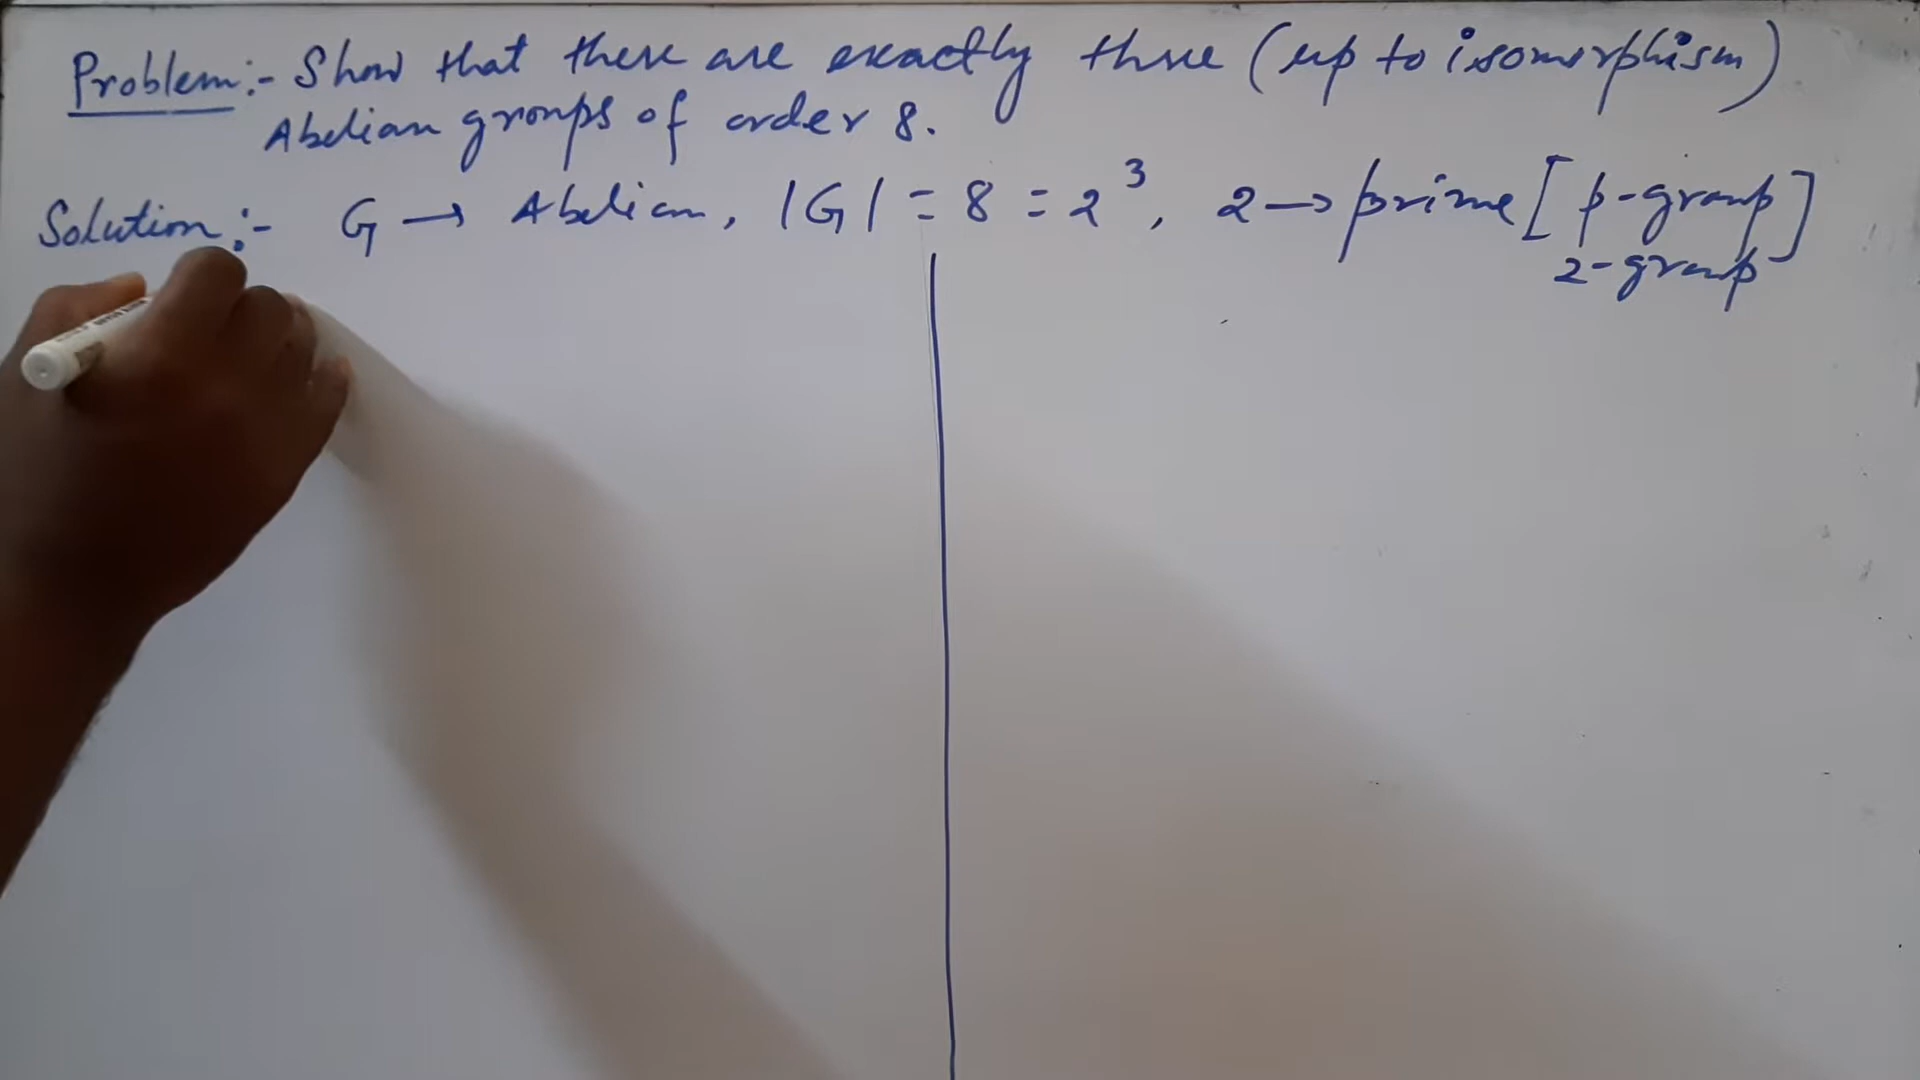 Problem:- Show that there are exactly three (up to isomorphism)
Abelian groups of order 8.
Solution:- G → Abelian, |G| = 8 = 2³, 2 → prime [p-group]
2-group